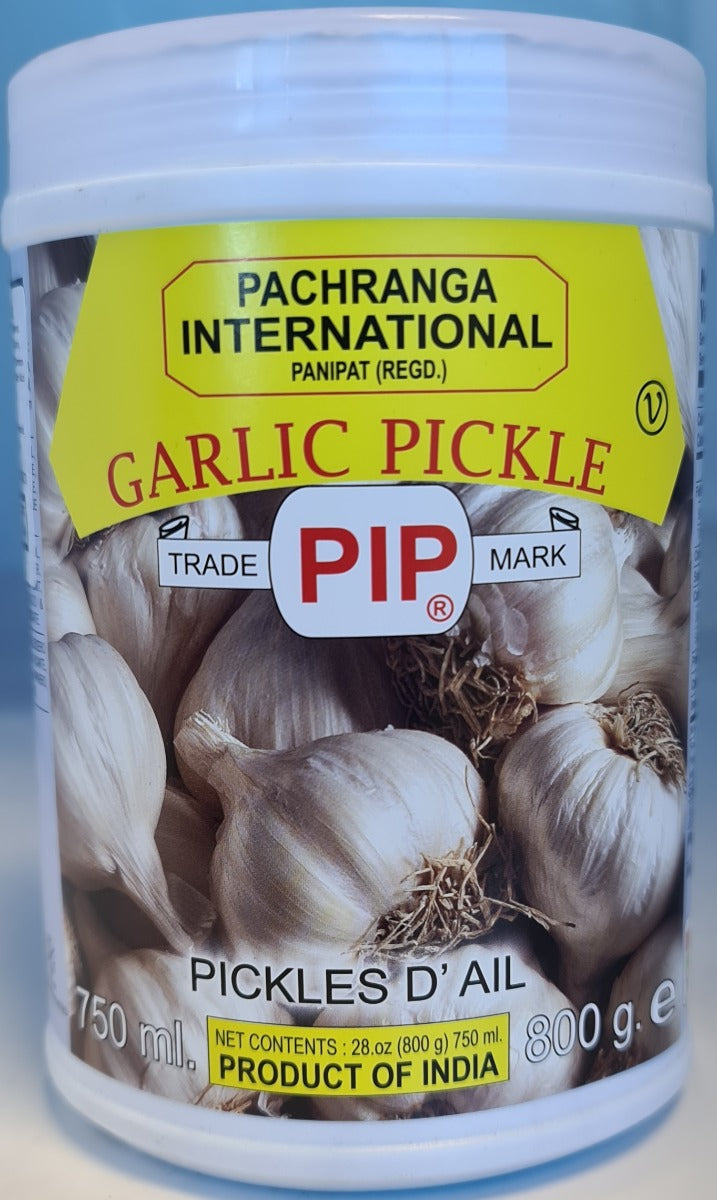 PACHRANGA
INTERNATIONAL
PANIPAT (REGD.)
V
GARLIC PICKLE
TRADE PIP® MARK
PICKLES D' AIL
750 ml.
NET CONTENTS : 28.oz (800 g) 750 ml.
800 g. e
PRODUCT OF INDIA